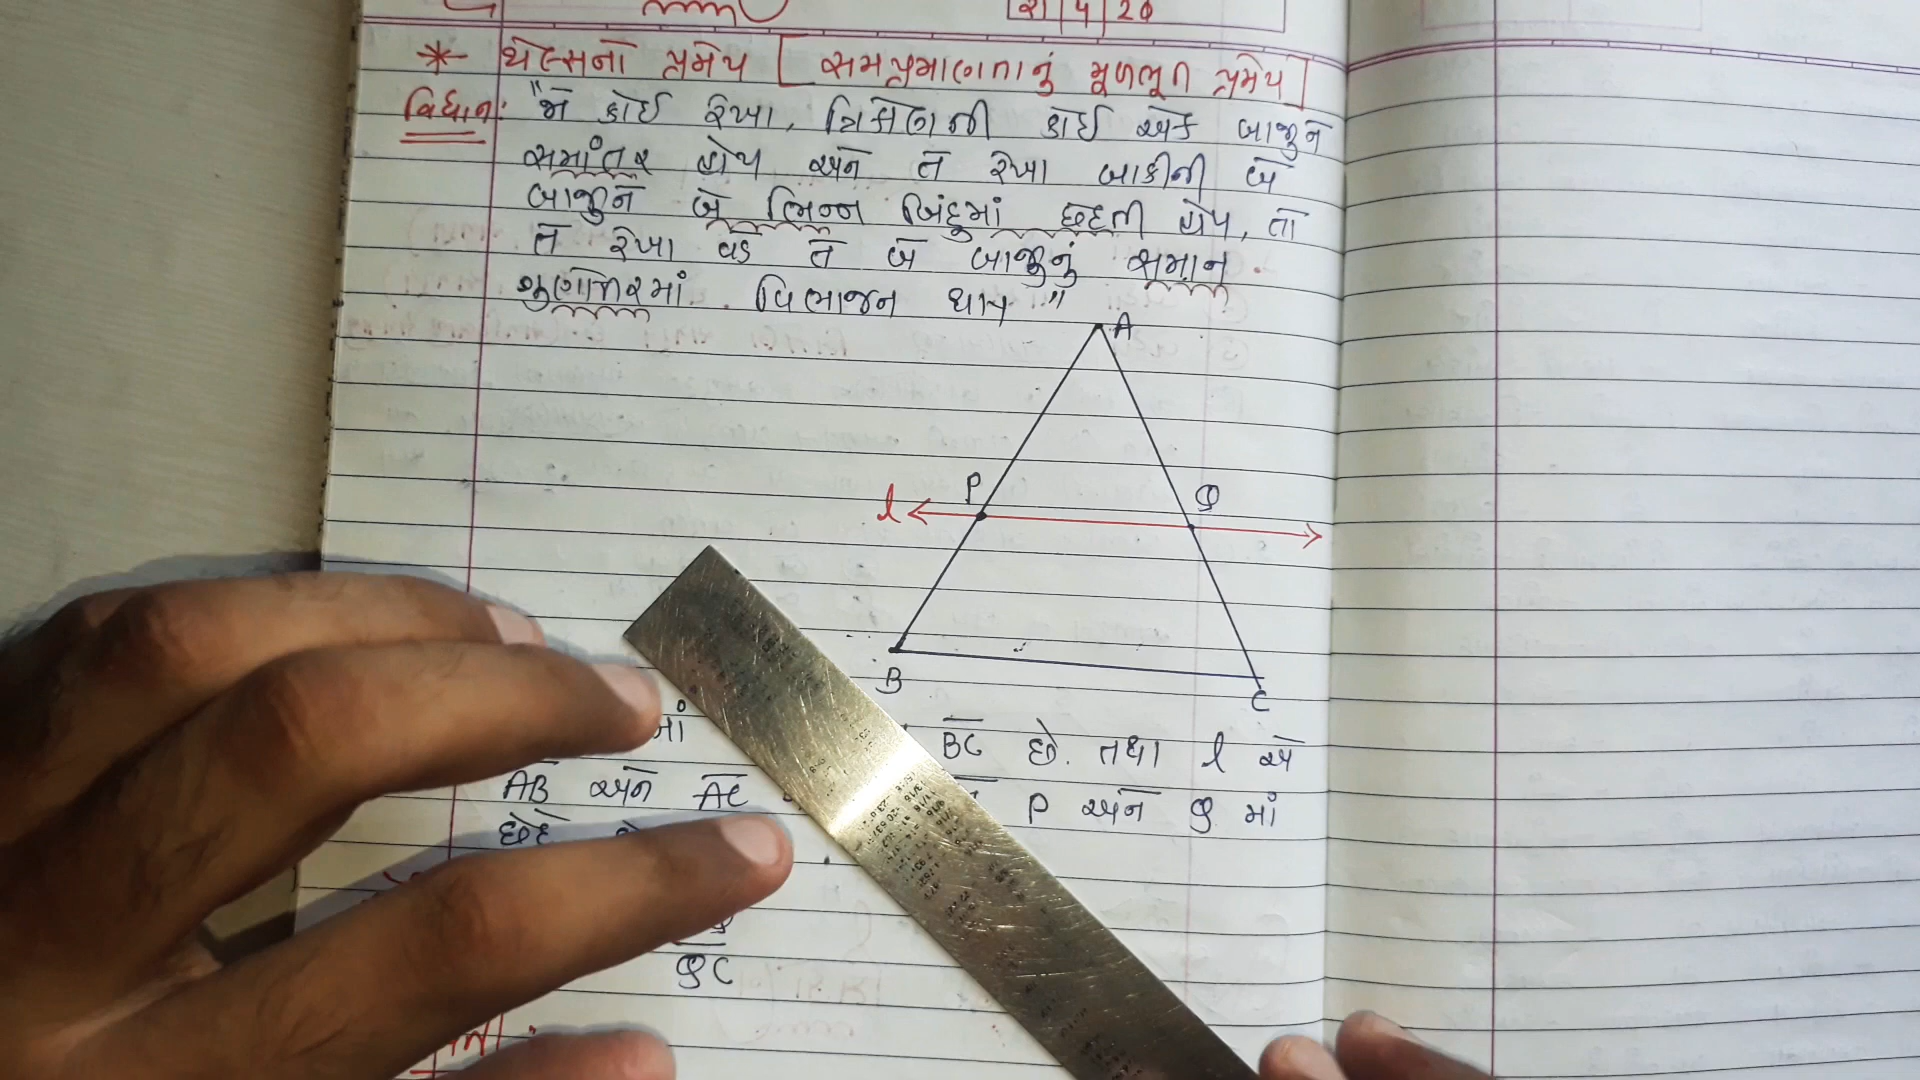 21/4/20
* થેલ્સનો પ્રમેય [સમપ્રમાણતાનું મૂળભૂત પ્રમેય]
વિધાન: "જો કોઈ રેખા, ત્રિકોણની કોઈ એક બાજુને
સમાંતર હોય અને તે રેખા બાકીની બે
બાજુને બે ભિન્ન બિંદુમાં છેદતી હોય, તો
તે રેખા વડે તે બે બાજુનું સમાન
ગુણોત્તરમાં વિભાજન થાય."
A
P
Q
l
B
C
માં BC છે. તથા l એ
AB અને AC P અને Q માં
છેદે
QC